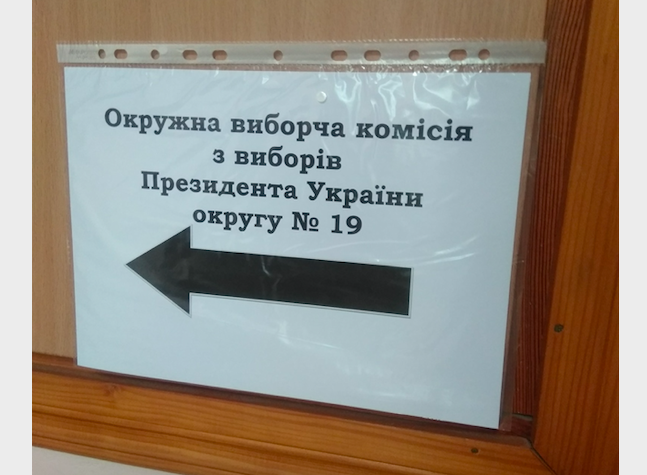 Окружна виборча комісія
з виборів
Президента України
округу № 19